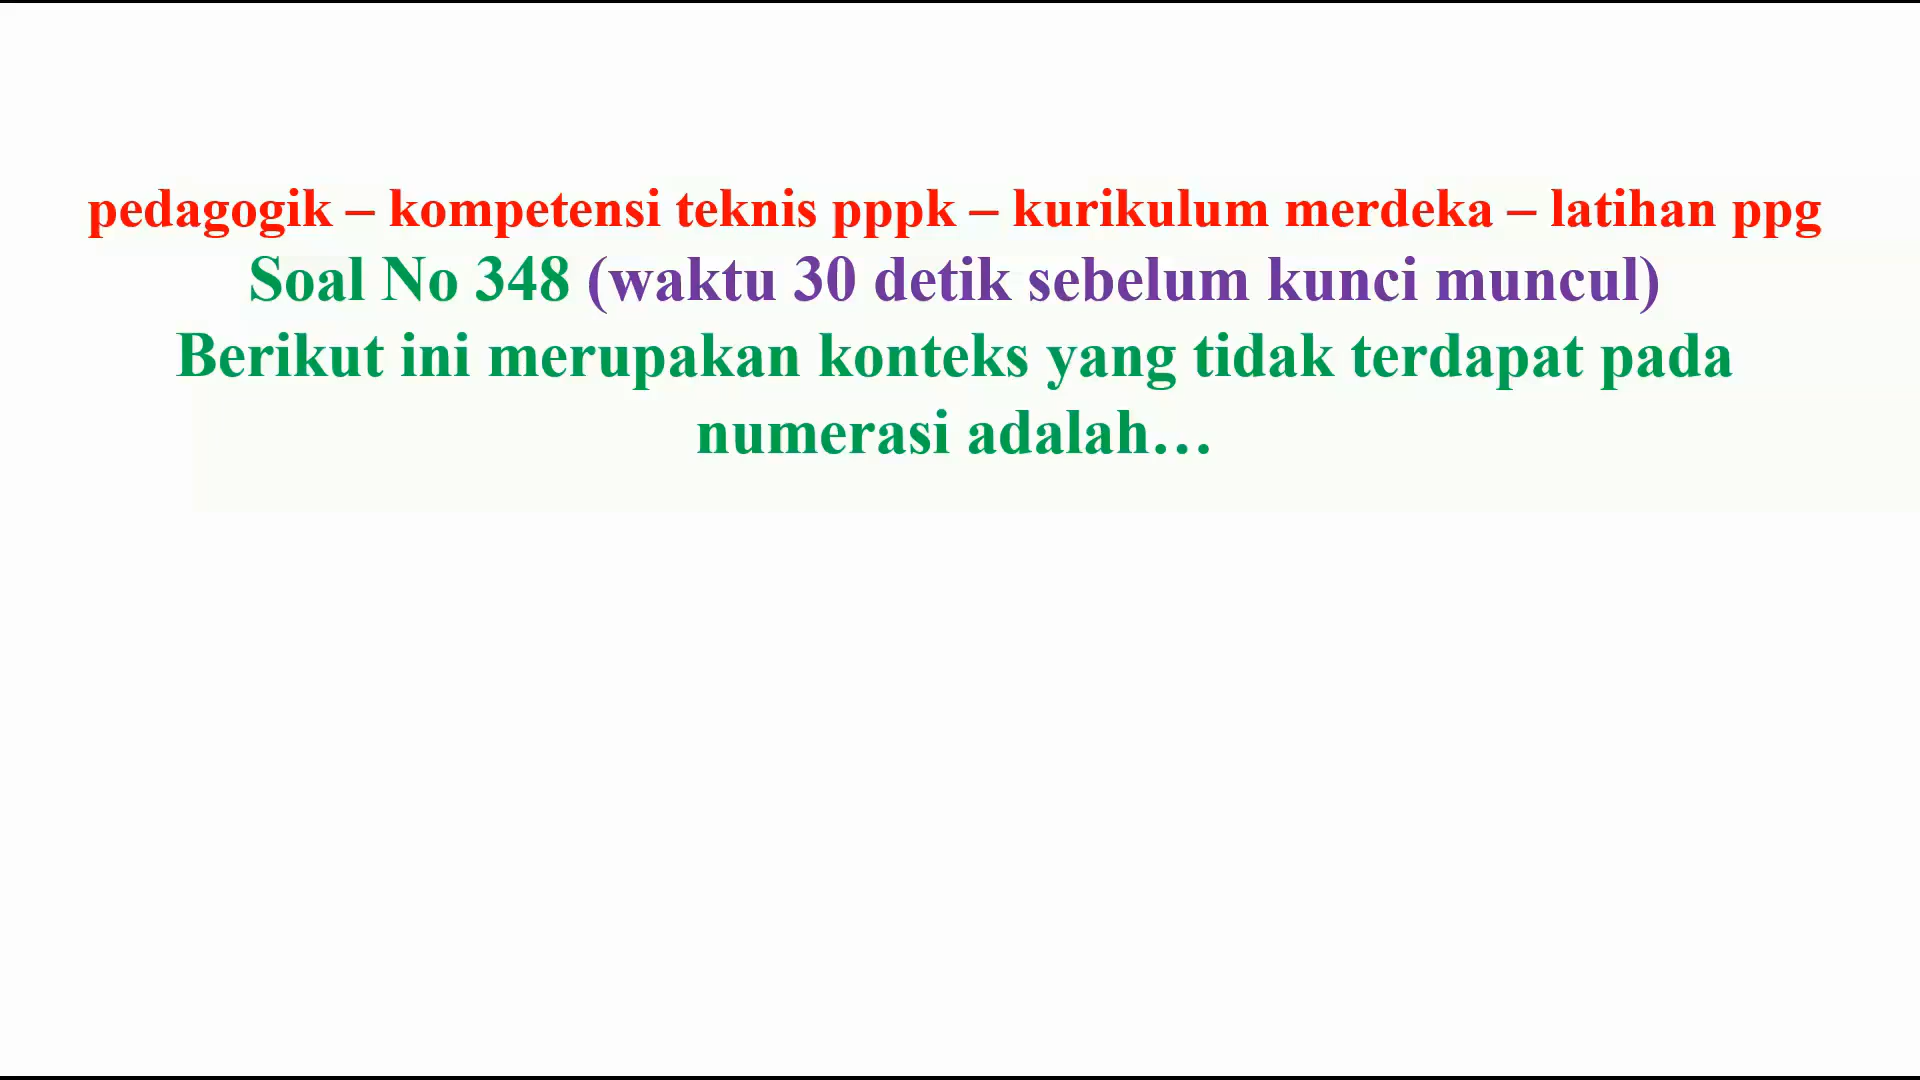 pedagogik – kompetensi teknis pppk – kurikulum merdeka – latihan ppg
Soal No 348 (waktu 30 detik sebelum kunci muncul)
Berikut ini merupakan konteks yang tidak terdapat pada
numerasi adalah…